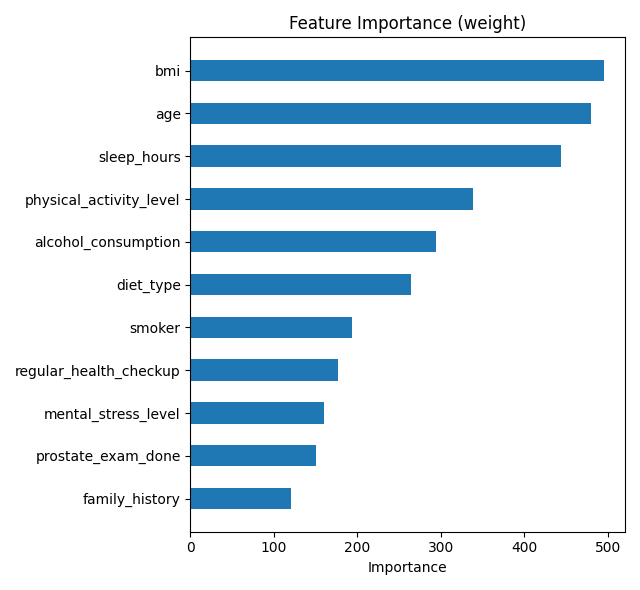 Feature Importance (weight)
bmi
age
sleep_hours
physical_activity_level
alcohol_consumption
diet_type
smoker
regular_health_checkup
mental_stress_level
prostate_exam_done
family_history
0 100 200 300 400 500
Importance